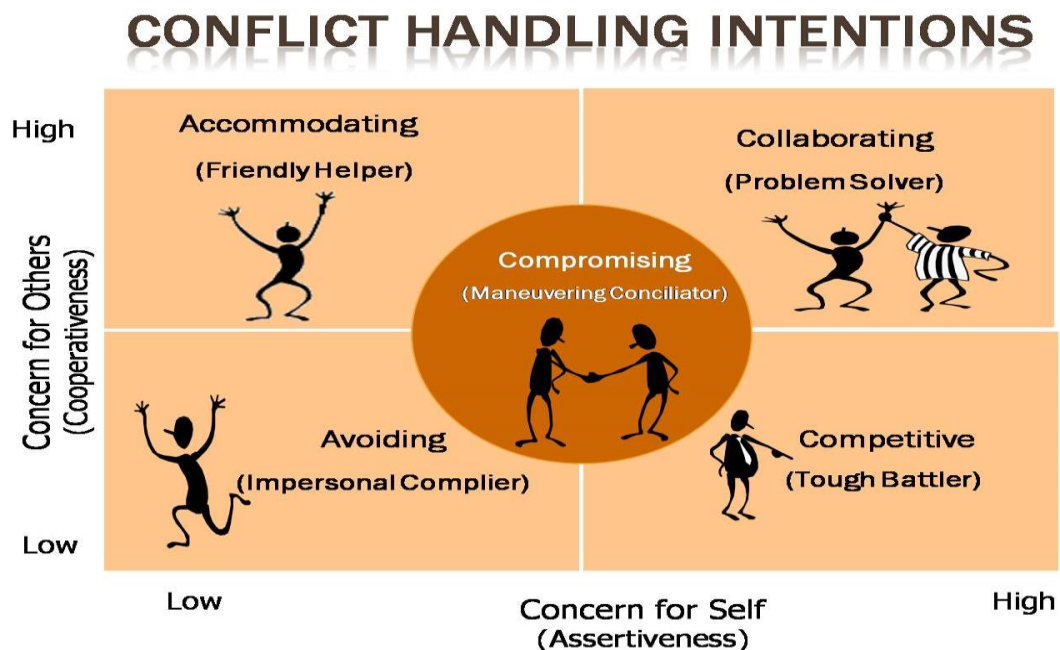 CONFLICT HANDLING INTENTIONS
High
Accommodating
(Friendly Helper)
Collaborating
(Problem Solver)
Compromising
(Maneuvering Conciliator)
Concern for Others
(Cooperativeness)
Avoiding
(Impersonal Complier)
Competitive
(Tough Battler)
Low
Low
Concern for Self
(Assertiveness)
High